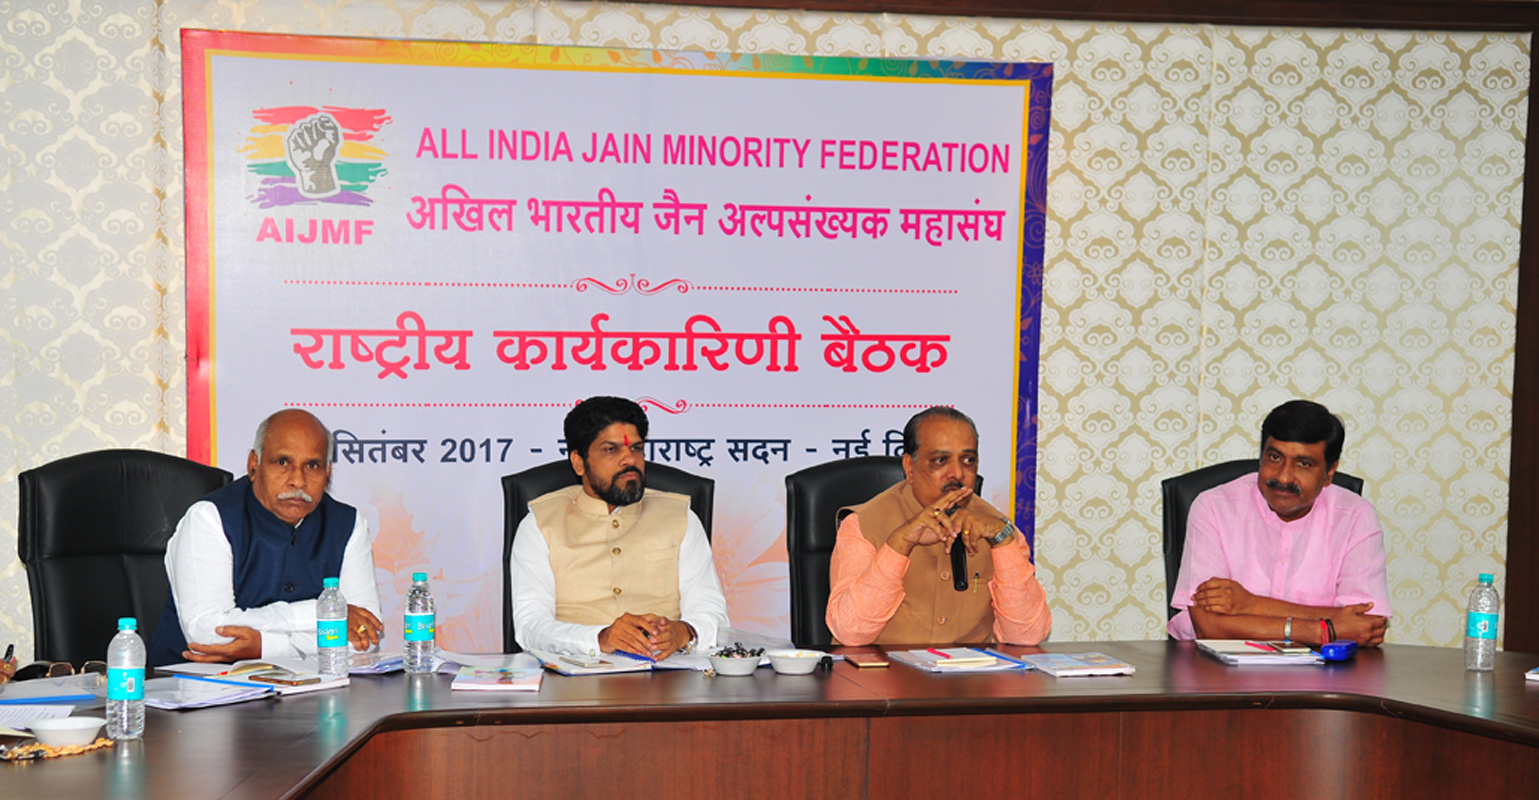 ALL INDIA JAIN MINORITY FEDERATION
AIJMF
अखिल भारतीय जैन अल्पसंख्यक महासंघ
राष्ट्रीय कार्यकारिणी बैठक
सितंबर 2017 - सदन - नई